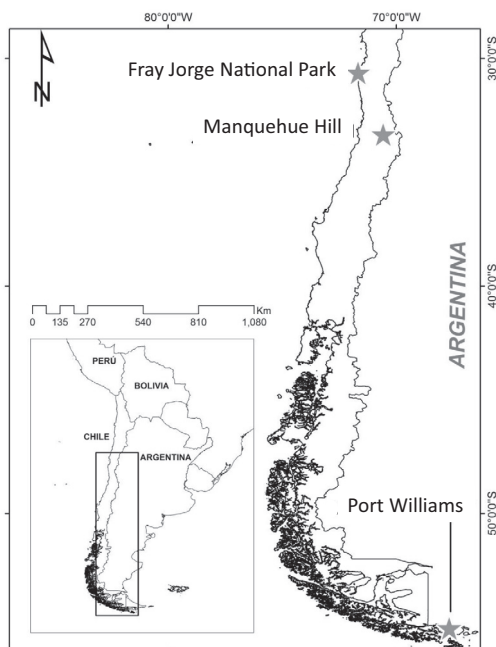 80°0'0"W
70°0'0"W
30°0'0"S
Fray Jorge National Park
N
Manquehue Hill
ARGENTINA
40°0'0"S
Km
0 135 270 540 810 1,080
PERÚ
BOLIVIA
CHILE
ARGENTINA
Port Williams
50°0'0"S